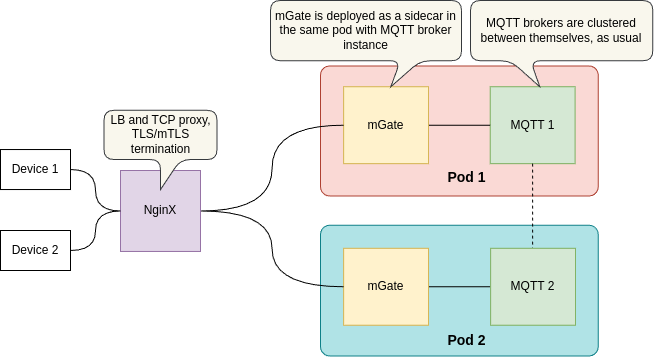 mGate is deployed as a sidecar in
the same pod with MQTT broker
instance
MQTT brokers are clustered
between themselves, as usual
LB and TCP proxy,
TLS/mTLS
termination
mGate
MQTT 1
Pod 1
Device 1
NginX
Device 2
mGate
MQTT 2
Pod 2